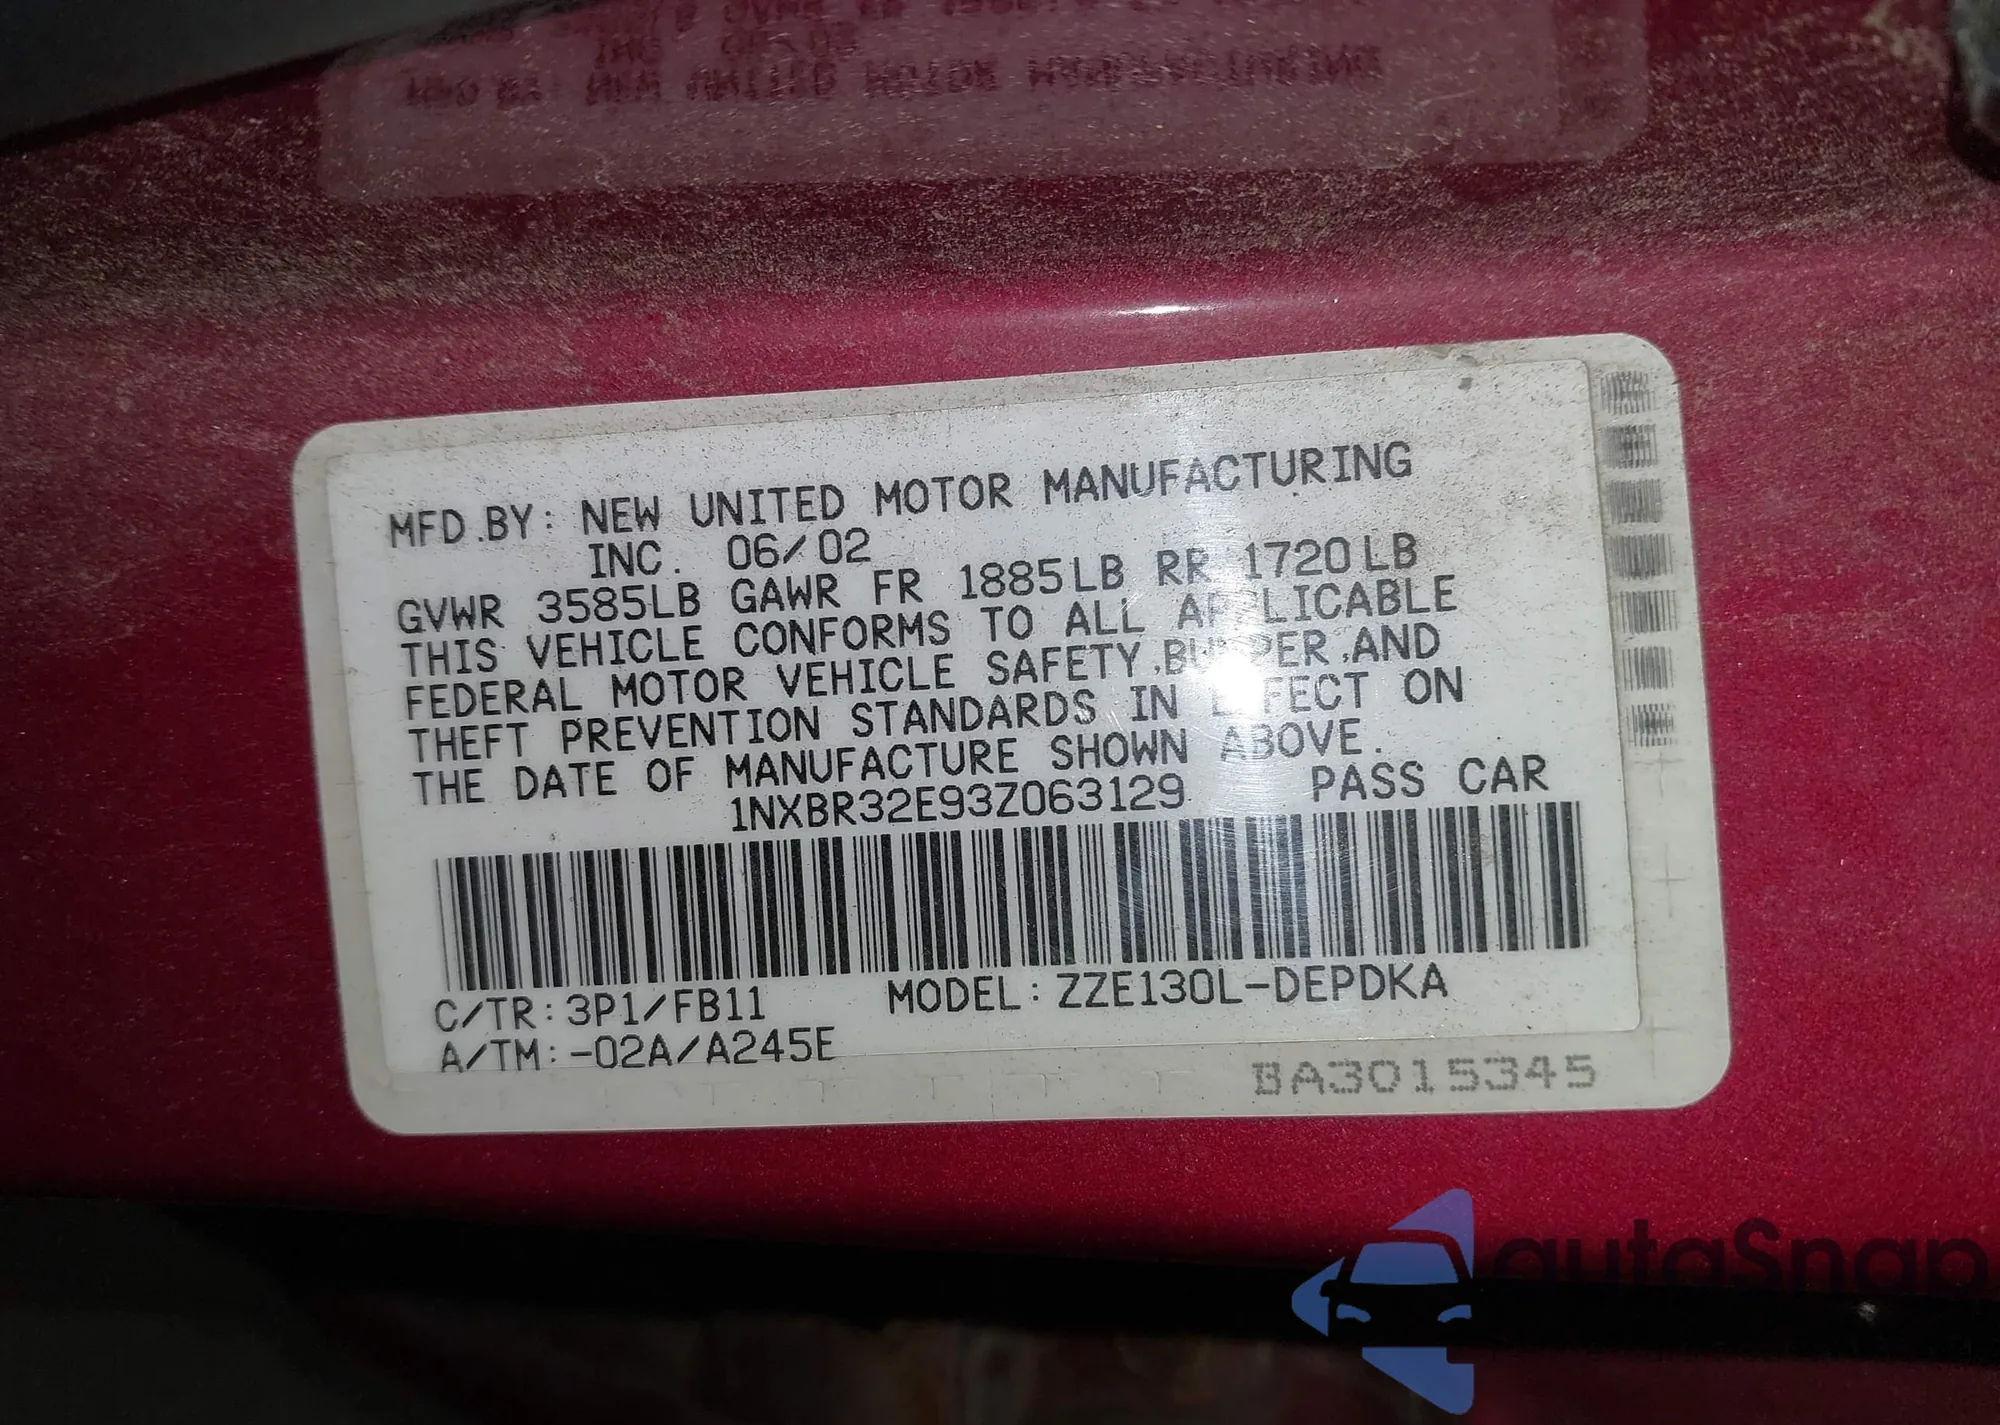 MFD.BY: NEW UNITED MOTOR MANUFACTURING
INC. 06/02
GVWR 3585LB GAWR FR 1885LB RR 1720LB
THIS VEHICLE CONFORMS TO ALL APPLICABLE
FEDERAL MOTOR VEHICLE SAFETY,BUMPER,AND
THEFT PREVENTION STANDARDS IN EFFECT ON
THE DATE OF MANUFACTURE SHOWN ABOVE.
1NXBR32E93Z063129 PASS CAR
C/TR: 3P1/FB11 MODEL: ZZE130L-DEPDKA
A/TM: -02A/A245E
BA3015345
autoSnap